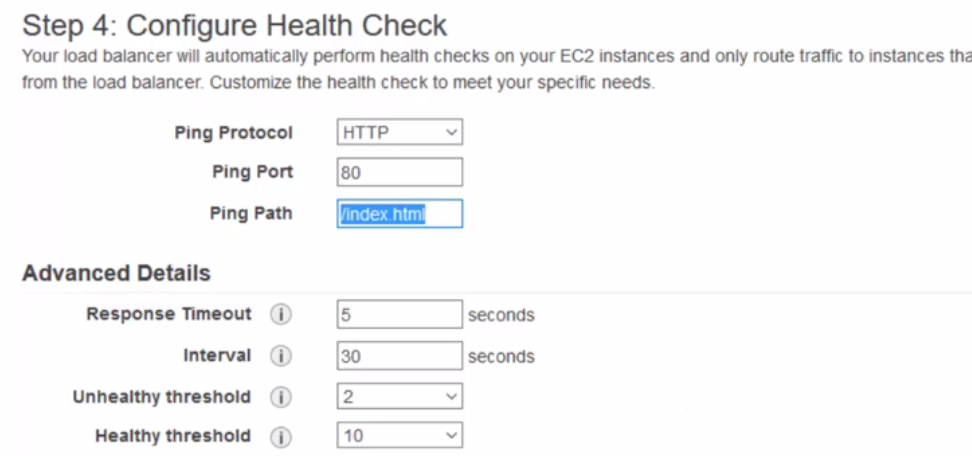 Step 4: Configure Health Check
Your load balancer will automatically perform health checks on your EC2 instances and only route traffic to instances tha
from the load balancer. Customize the health check to meet your specific needs.
Ping Protocol HTTP
Ping Port 80
Ping Path /index.html
Advanced Details
Response Timeout i 5 seconds
Interval i 30 seconds
Unhealthy threshold i 2
Healthy threshold i 10